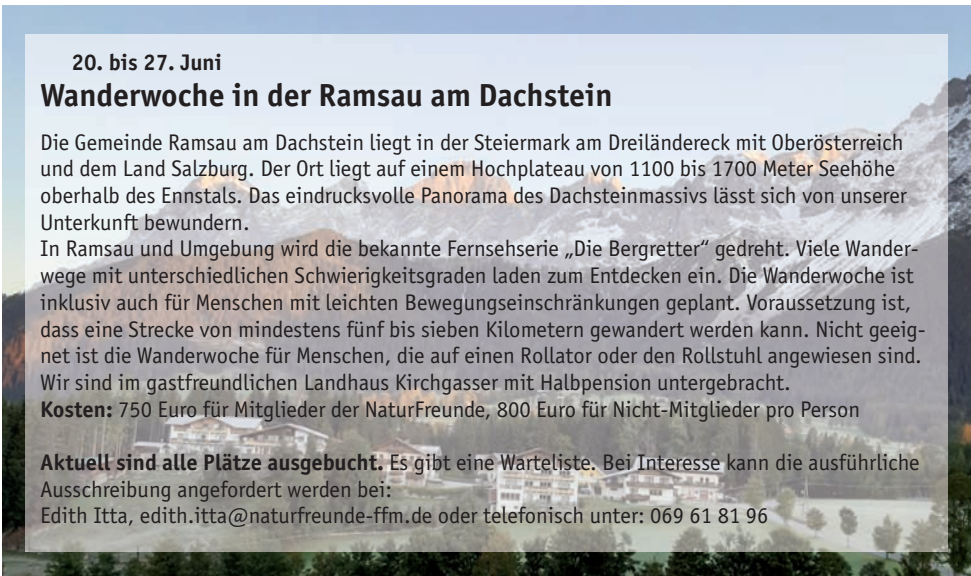 20. bis 27. Juni
Wanderwoche in der Ramsau am Dachstein
Die Gemeinde Ramsau am Dachstein liegt in der Steiermark am Dreiländereck mit Oberösterreich
und dem Land Salzburg. Der Ort liegt auf einem Hochplateau von 1100 bis 1700 Meter Seehöhe
oberhalb des Ennstals. Das eindrucksvolle Panorama des Dachsteinmassivs lässt sich von unserer
Unterkunft bewundern.
In Ramsau und Umgebung wird die bekannte Fernsehserie „Die Bergretter“ gedreht. Viele Wander-
wege mit unterschiedlichen Schwierigkeitsgraden laden zum Entdecken ein. Die Wanderwoche ist
inklusiv auch für Menschen mit leichten Bewegungseinschränkungen geplant. Voraussetzung ist,
dass eine Strecke von mindestens fünf bis sieben Kilometern gewandert werden kann. Nicht geeig-
net ist die Wanderwoche für Menschen, die auf einen Rollator oder den Rollstuhl angewiesen sind.
Wir sind im gastfreundlichen Landhaus Kirchgasser mit Halbpension untergebracht.
Kosten: 750 Euro für Mitglieder der NaturFreunde, 800 Euro für Nicht-Mitglieder pro Person
Aktuell sind alle Plätze ausgebucht. Es gibt eine Warteliste. Bei Interesse kann die ausführliche
Ausschreibung angefordert werden bei:
Edith Itta, edith.itta@naturfreunde-ffm.de oder telefonisch unter: 069 61 81 96